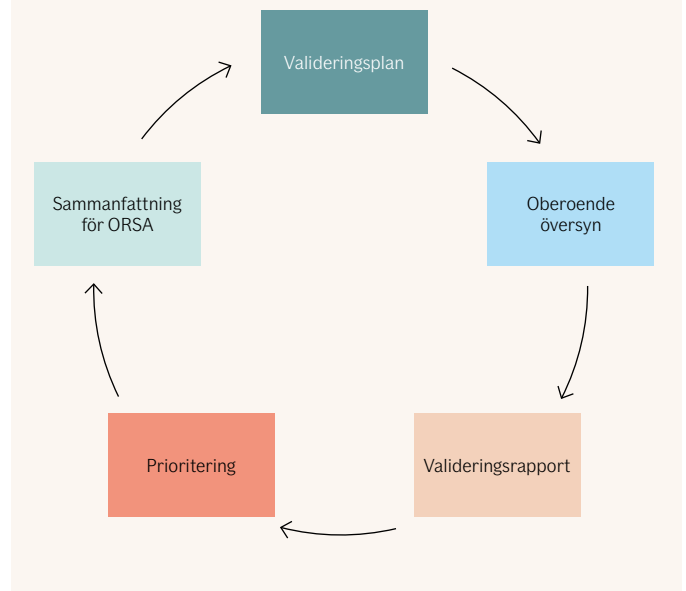 Valideringsplan
Oberoende
översyn
Valideringsrapport
Prioritering
Sammanfattning
för ORSA